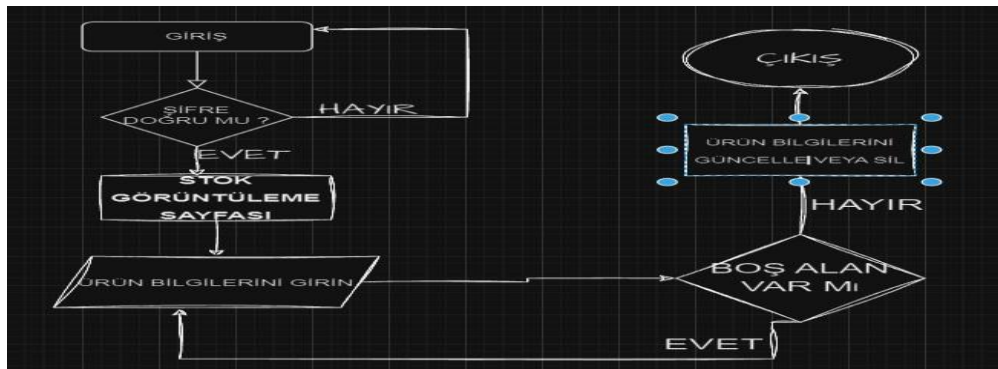 GİRİŞ
ŞİFRE
DOĞRU MU ?
HAYIR
EVET
STOK
GÖRÜNTÜLEME
SAYFASI
ÜRÜN BİLGİLERİNİ GİRİN
BOŞ ALAN
VAR MI
EVET
HAYIR
ÜRÜN BİLGİLERİNİ
GÜNCELLE VEYA SİL
ÇIKIŞ